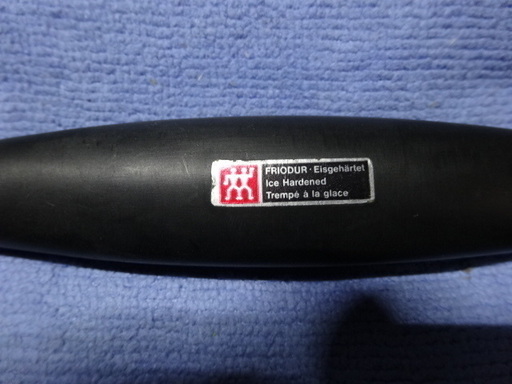 FRIODUR · Eisgehärtet
Ice Hardened
Trempé à la glace